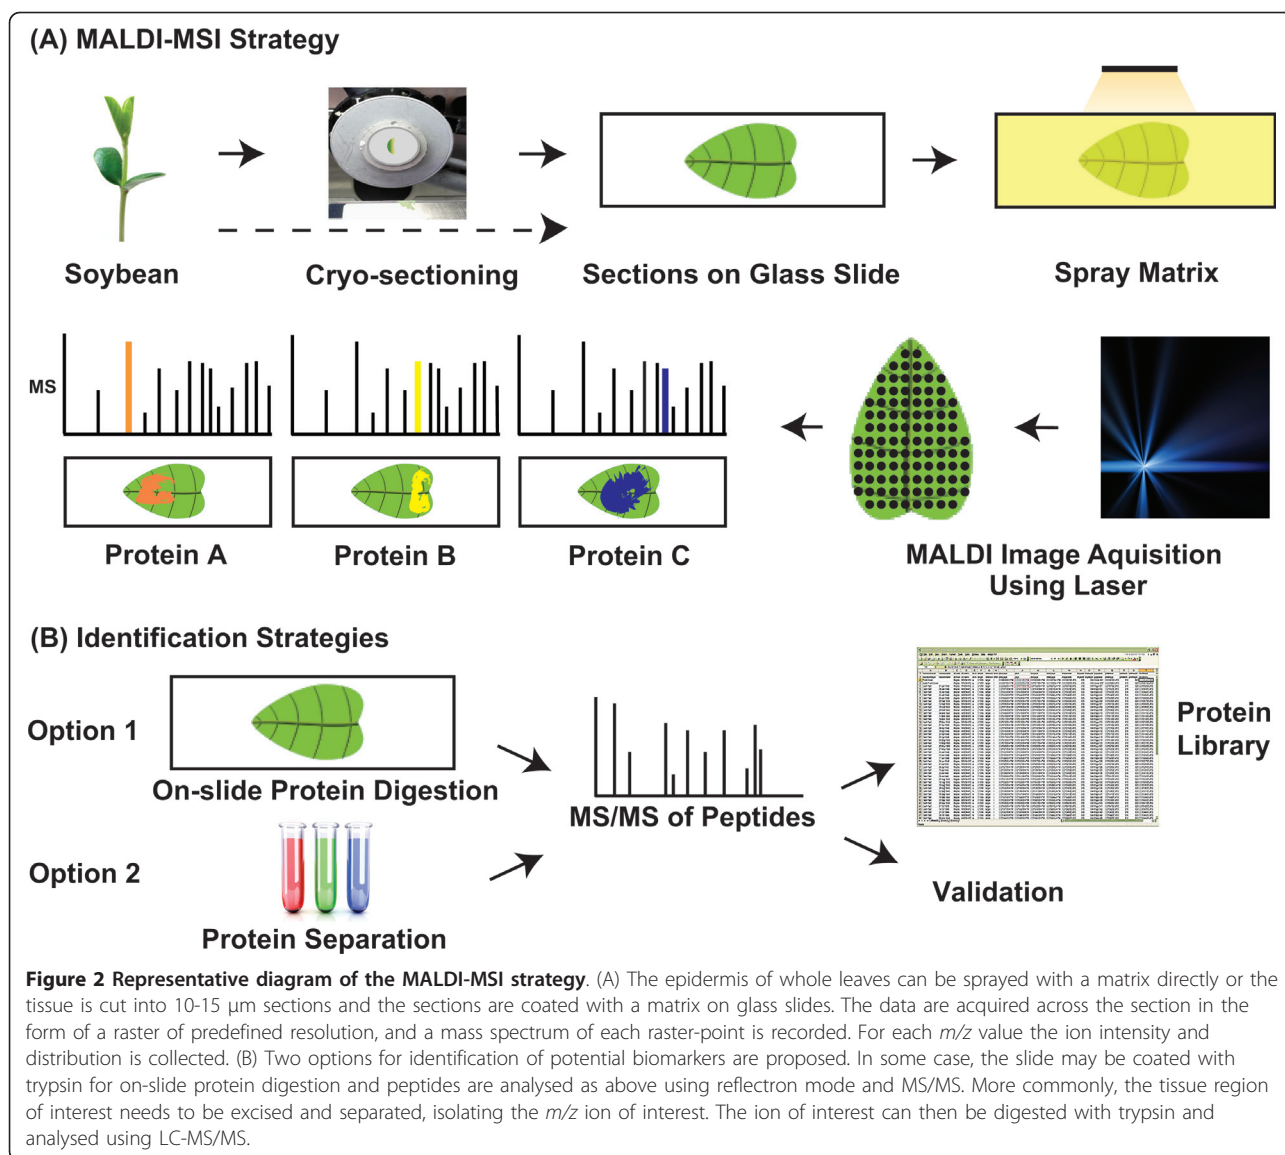 (A) MALDI-MSI Strategy
Soybean
Cryo-sectioning
Sections on Glass Slide
Spray Matrix
MS
Protein A
Protein B
Protein C
MALDI Image Aquisition
Using Laser
(B) Identification Strategies
Option 1
On-slide Protein Digestion
Option 2
Protein Separation
MS/MS of Peptides
Protein
Library
Validation
Figure 2 Representative diagram of the MALDI-MSI strategy. (A) The epidermis of whole leaves can be sprayed with a matrix directly or the
tissue is cut into 10-15 μm sections and the sections are coated with a matrix on glass slides. The data are acquired across the section in the
form of a raster of predefined resolution, and a mass spectrum of each raster-point is recorded. For each m/z value the ion intensity and
distribution is collected. (B) Two options for identification of potential biomarkers are proposed. In some case, the slide may be coated with
trypsin for on-slide protein digestion and peptides are analysed as above using reflectron mode and MS/MS. More commonly, the tissue region
of interest needs to be excised and separated, isolating the m/z ion of interest. The ion of interest can then be digested with trypsin and
analysed using LC-MS/MS.